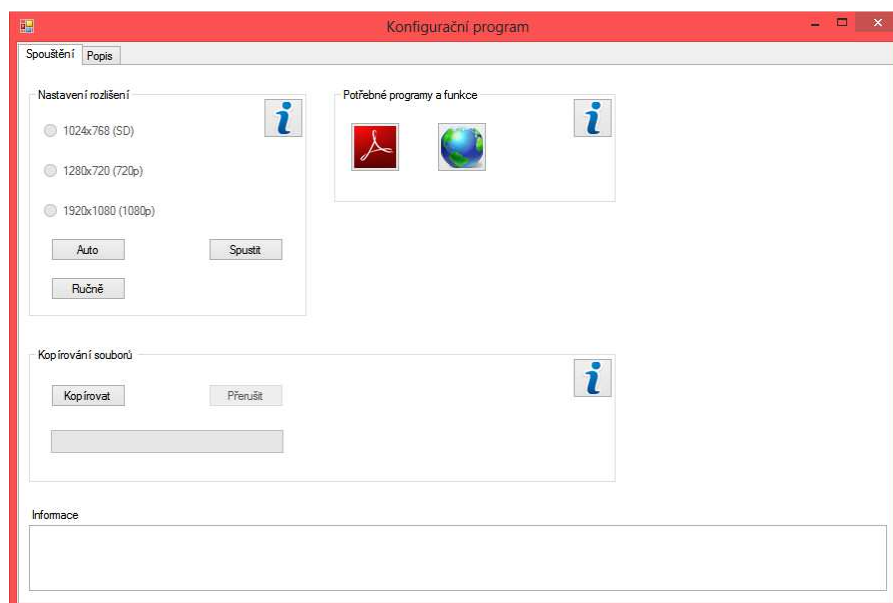 Konfigurační program
Spouštění Popis
Nastavení rozlišení
1024x768 (SD)
1280x720 (720p)
1920x1080 (1080p)
Auto Spustit
Ručně
Potřebné programy a funkce
Kopírování souborů
Kopírovat Přerušit
Informace